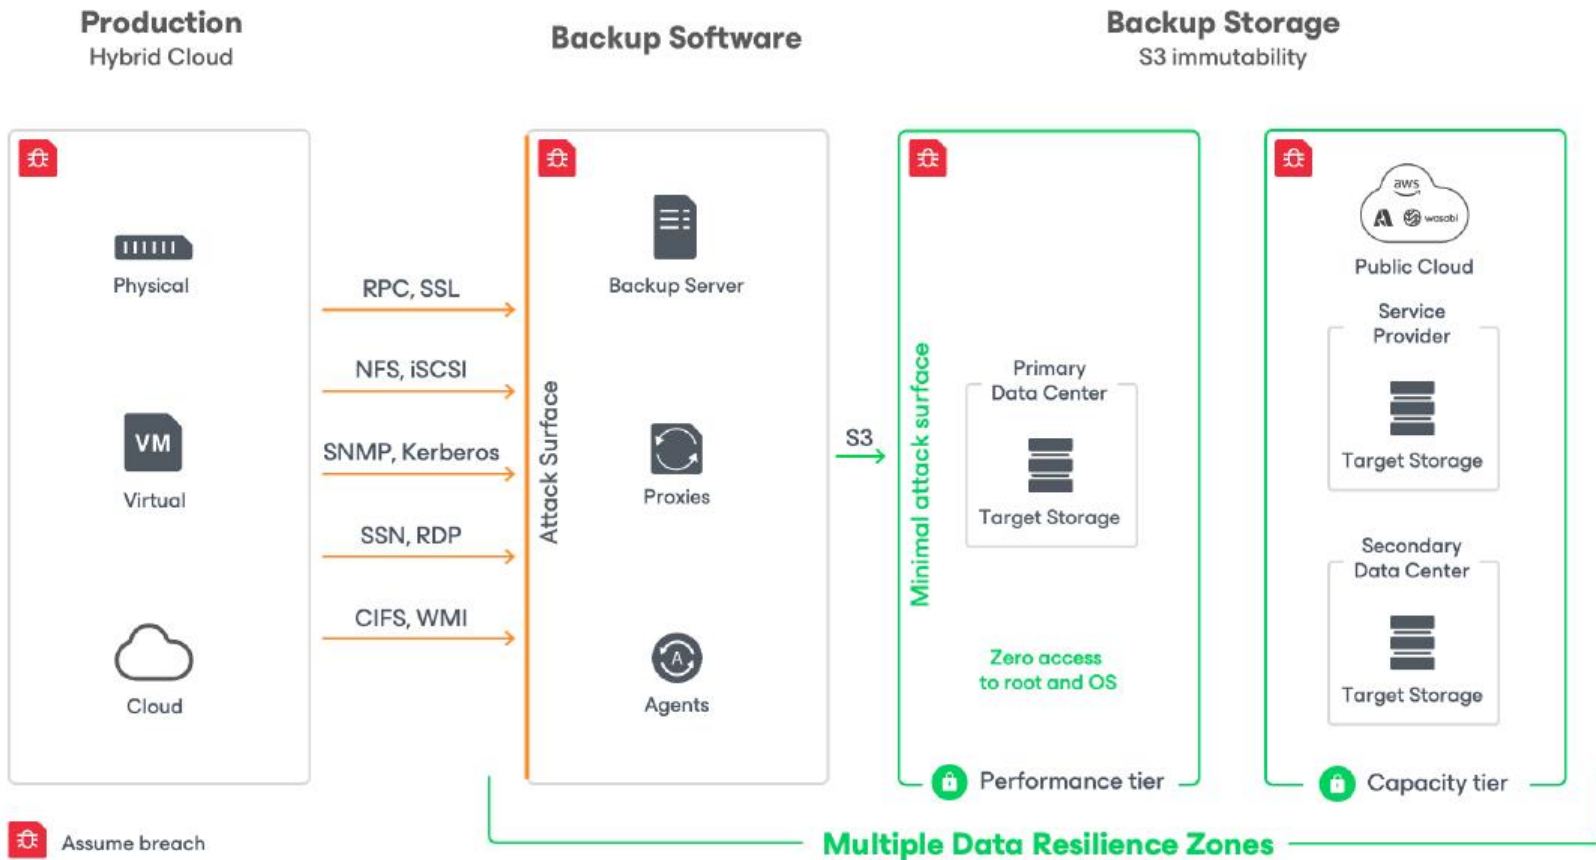 Production
Hybrid Cloud
Backup Software
Backup Storage
S3 immutability
Physical
VM
Virtual
Cloud
RPC, SSL
NFS, iSCSI
SNMP, Kerberos
SSN, RDP
CIFS, WMI
Attack Surface
Backup Server
Proxies
A
Agents
S3
Minimal attack surface
Primary
Data Center
Target Storage
Zero access
to root and OS
Performance tier
aws
A wasabi
Public Cloud
Service
Provider
Target Storage
Secondary
Data Center
Target Storage
Capacity tier
Assume breach
Multiple Data Resilience Zones